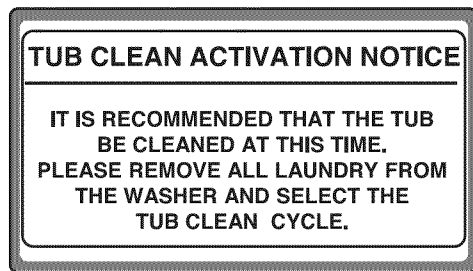 TUB CLEAN ACTIVATION NOTICE
IT IS RECOMMENDED THAT THE TUB
BE CLEANED AT THIS TIME.
PLEASE REMOVE ALL LAUNDRY FROM
THE WASHER AND SELECT THE
TUB CLEAN CYCLE.